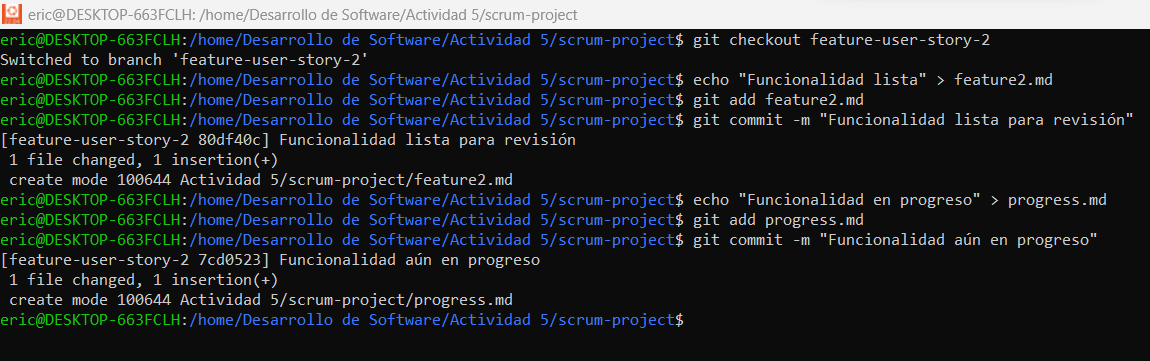 eric@DESKTOP-663FCLH: /home/Desarrollo de Software/Actividad 5/scrum-project
eric@DESKTOP-663FCLH:/home/Desarrollo de Software/Actividad 5/scrum-project$ git checkout feature-user-story-2
Switched to branch 'feature-user-story-2'
eric@DESKTOP-663FCLH:/home/Desarrollo de Software/Actividad 5/scrum-project$ echo "Funcionalidad lista" > feature2.md
eric@DESKTOP-663FCLH:/home/Desarrollo de Software/Actividad 5/scrum-project$ git add feature2.md
eric@DESKTOP-663FCLH:/home/Desarrollo de Software/Actividad 5/scrum-project$ git commit -m "Funcionalidad lista para revisión"
[feature-user-story-2 80df40c] Funcionalidad lista para revisión
 1 file changed, 1 insertion(+)
 create mode 100644 Actividad 5/scrum-project/feature2.md
eric@DESKTOP-663FCLH:/home/Desarrollo de Software/Actividad 5/scrum-project$ echo "Funcionalidad en progreso" > progress.md
eric@DESKTOP-663FCLH:/home/Desarrollo de Software/Actividad 5/scrum-project$ git add progress.md
eric@DESKTOP-663FCLH:/home/Desarrollo de Software/Actividad 5/scrum-project$ git commit -m "Funcionalidad aún en progreso"
[feature-user-story-2 7cd0523] Funcionalidad aún en progreso
 1 file changed, 1 insertion(+)
 create mode 100644 Actividad 5/scrum-project/progress.md
eric@DESKTOP-663FCLH:/home/Desarrollo de Software/Actividad 5/scrum-project$